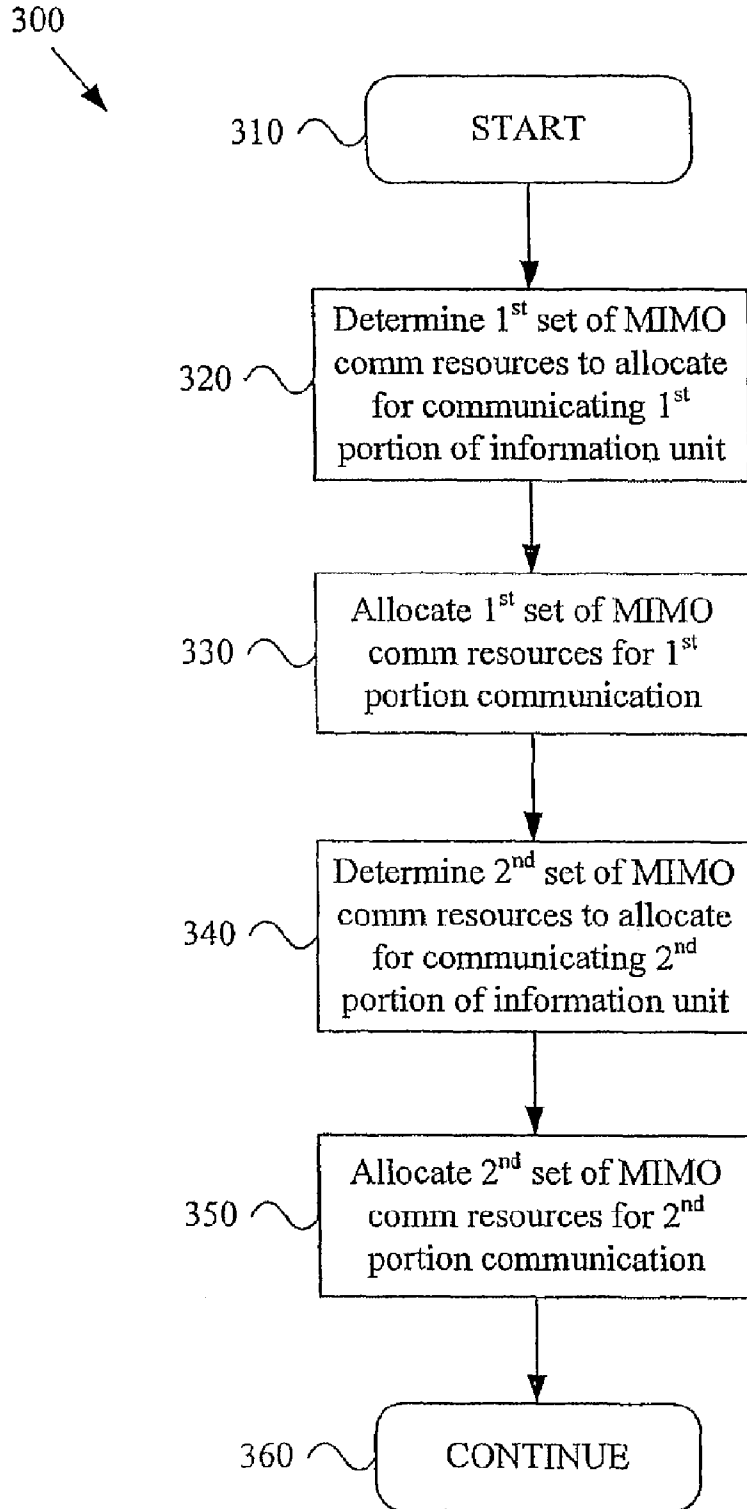 300
310
START
320
Determine 1st set of MIMO
comm resources to allocate
for communicating 1st
portion of information unit
330
Allocate 1st set of MIMO
comm resources for 1st
portion communication
340
Determine 2nd set of MIMO
comm resources to allocate
for communicating 2nd
portion of information unit
350
Allocate 2nd set of MIMO
comm resources for 2nd
portion communication
360
CONTINUE